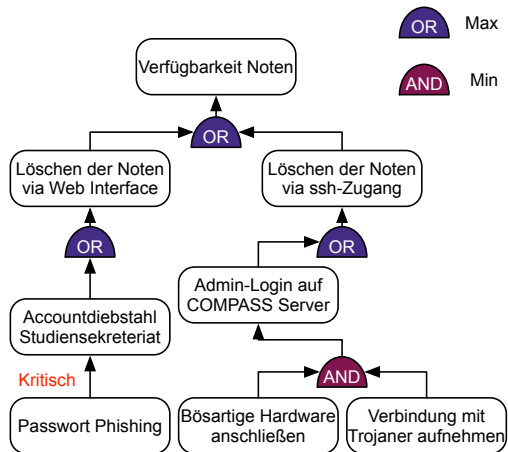 OR Max
Verfügbarkeit Noten
AND Min
OR
Löschen der Noten
via Web Interface
Löschen der Noten
via ssh-Zugang
OR
OR
Admin-Login auf
COMPASS Server
Accountdiebstahl
Studiensekreteriat
Kritisch
AND
Passwort Phishing
Bösartige Hardware
anschließen
Verbindung mit
Trojaner aufnehmen